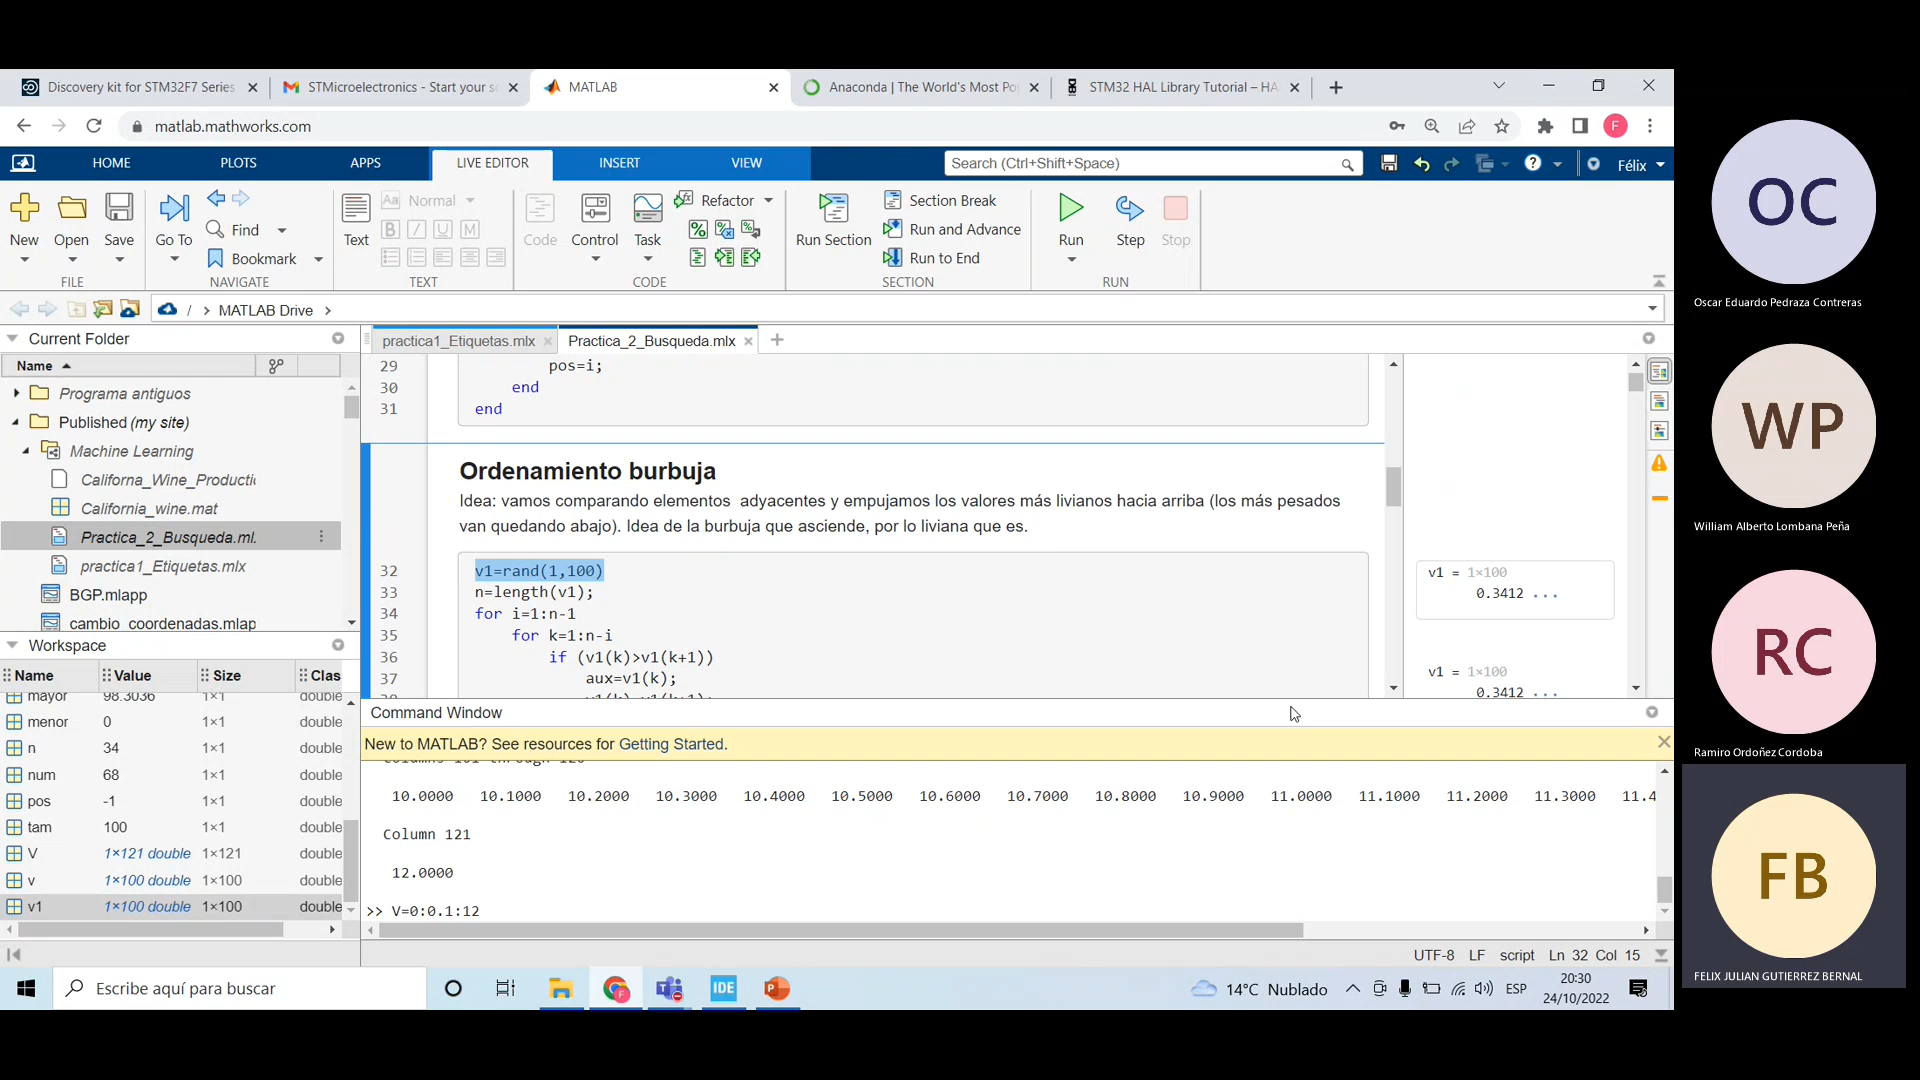 Discovery kit for STM32F7 Series
STMicroelectronics - Start your s
MATLAB
Anaconda | The World's Most Po
STM32 HAL Library Tutorial – HA
matlab.mathworks.com
F
HOME PLOTS APPS LIVE EDITOR INSERT VIEW
Search (Ctrl+Shift+Space)
Félix
New Open Save
Go To Find Bookmark
Text Aa Normal
B I U M
Code Control Task Refactor
Run Section
Section Break
Run and Advance
Run to End
Run Step Stop
FILE NAVIGATE TEXT CODE SECTION RUN
/ > MATLAB Drive >
Current Folder
Name
Programa antiguos
Published (my site)
Machine Learning
Californa_Wine_Producti
California_wine.mat
Practica_2_Busqueda.ml.
practica1_Etiquetas.mlx
BGP.mlapp
cambio_coordenadas.mlap
Workspace
Name Value Size Clas
mayor 98.3036 1×1 double
menor 0 1×1 double
n 34 1×1 double
num 68 1×1 double
pos -1 1×1 double
tam 100 1×1 double
V 1×121 double 1×121 double
v 1×100 double 1×100 double
v1 1×100 double 1×100 double
practica1_Etiquetas.mlx
Practica_2_Busqueda.mlx
29 pos=i;
30 end
31 end
Ordenamiento burbuja
Idea: vamos comparando elementos adyacentes y empujamos los valores más livianos hacia arriba (los más pesados
van quedando abajo). Idea de la burbuja que asciende, por lo liviana que es.
32 v1=rand(1,100)
33 n=length(v1);
34 for i=1:n-1
35 for k=1:n-i
36 if (v1(k)>v1(k+1))
37 aux=v1(k);
v1 = 1×100
0.3412 ...
v1 = 1×100
0.3412 ...
Command Window
New to MATLAB? See resources for Getting Started.
10.0000 10.1000 10.2000 10.3000 10.4000 10.5000 10.6000 10.7000 10.8000 10.9000 11.0000 11.1000 11.2000 11.3000 11.4
Column 121
12.0000
>> V=0:0.1:12
UTF-8 LF script Ln 32 Col 15
Escribe aquí para buscar
IDE
14°C Nublado
ESP
20:30
24/10/2022
OC
Oscar Eduardo Pedraza Contreras
WP
William Alberto Lombana Peña
RC
Ramiro Ordoñez Cordoba
FB
FELIX JULIAN GUTIERREZ BERNAL